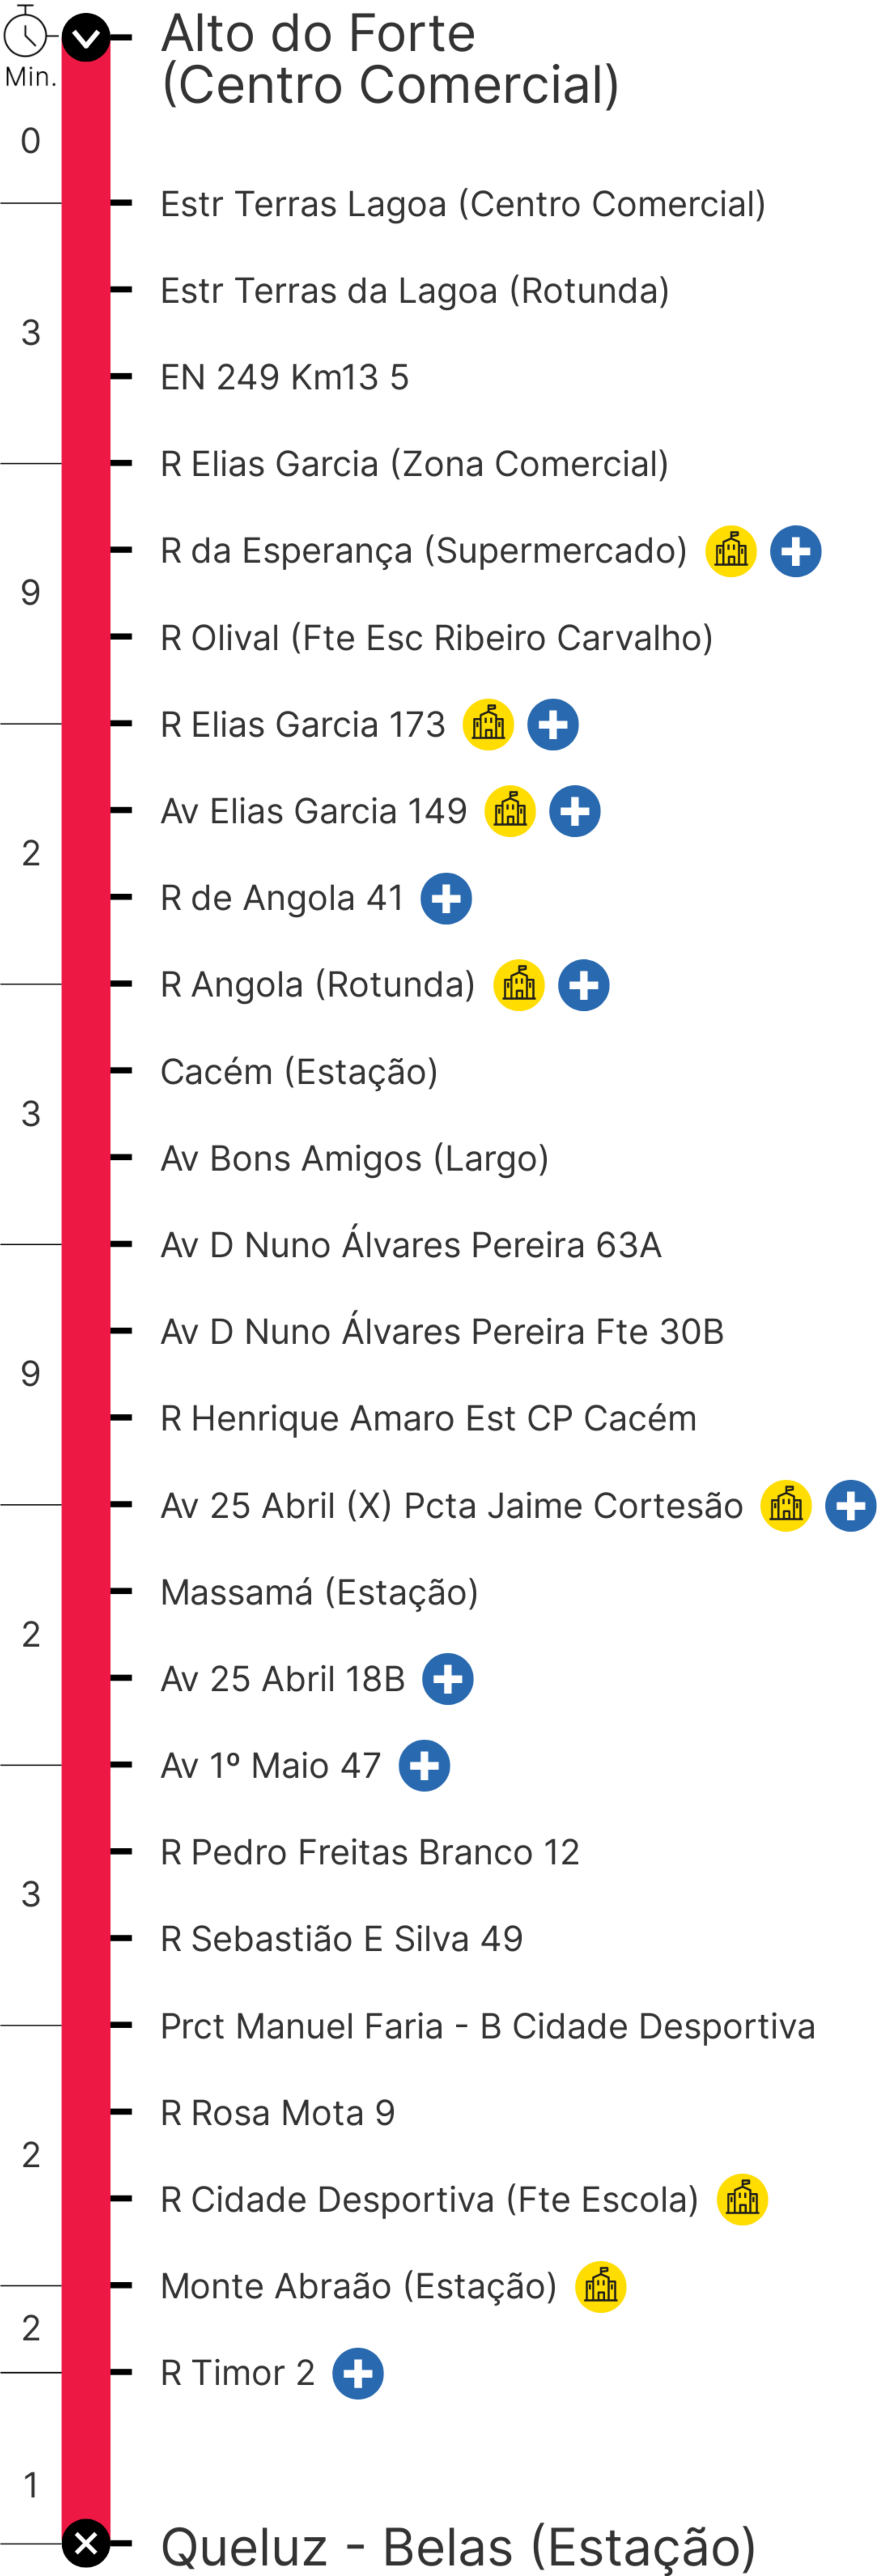 Min.
Alto do Forte
(Centro Comercial)
0
Estr Terras Lagoa (Centro Comercial)
Estr Terras da Lagoa (Rotunda)
3
EN 249 Km13 5
R Elias Garcia (Zona Comercial)
R da Esperança (Supermercado)
9
R Olival (Fte Esc Ribeiro Carvalho)
R Elias Garcia 173
Av Elias Garcia 149
2
R de Angola 41
R Angola (Rotunda)
Cacém (Estação)
3
Av Bons Amigos (Largo)
Av D Nuno Álvares Pereira 63A
Av D Nuno Álvares Pereira Fte 30B
9
R Henrique Amaro Est CP Cacém
Av 25 Abril (X) Pcta Jaime Cortesão
Massamá (Estação)
2
Av 25 Abril 18B
Av 1º Maio 47
R Pedro Freitas Branco 12
3
R Sebastião E Silva 49
Prct Manuel Faria - B Cidade Desportiva
R Rosa Mota 9
2
R Cidade Desportiva (Fte Escola)
Monte Abraão (Estação)
2
R Timor 2
1
Queluz - Belas (Estação)